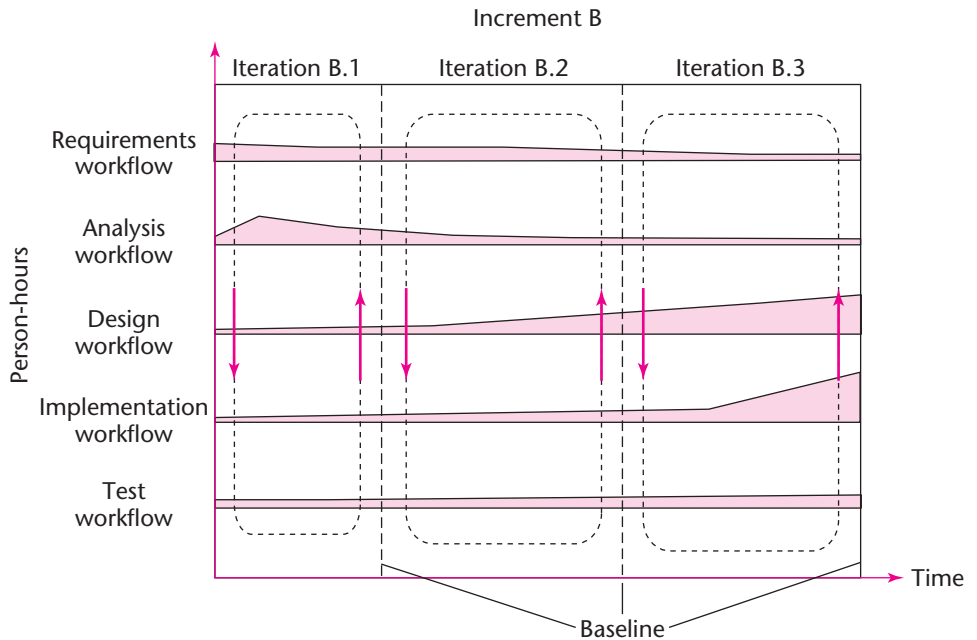 Increment B
Iteration B.1
Iteration B.2
Iteration B.3
Person-hours
Requirements
workflow
Analysis
workflow
Design
workflow
Implementation
workflow
Test
workflow
Time
Baseline